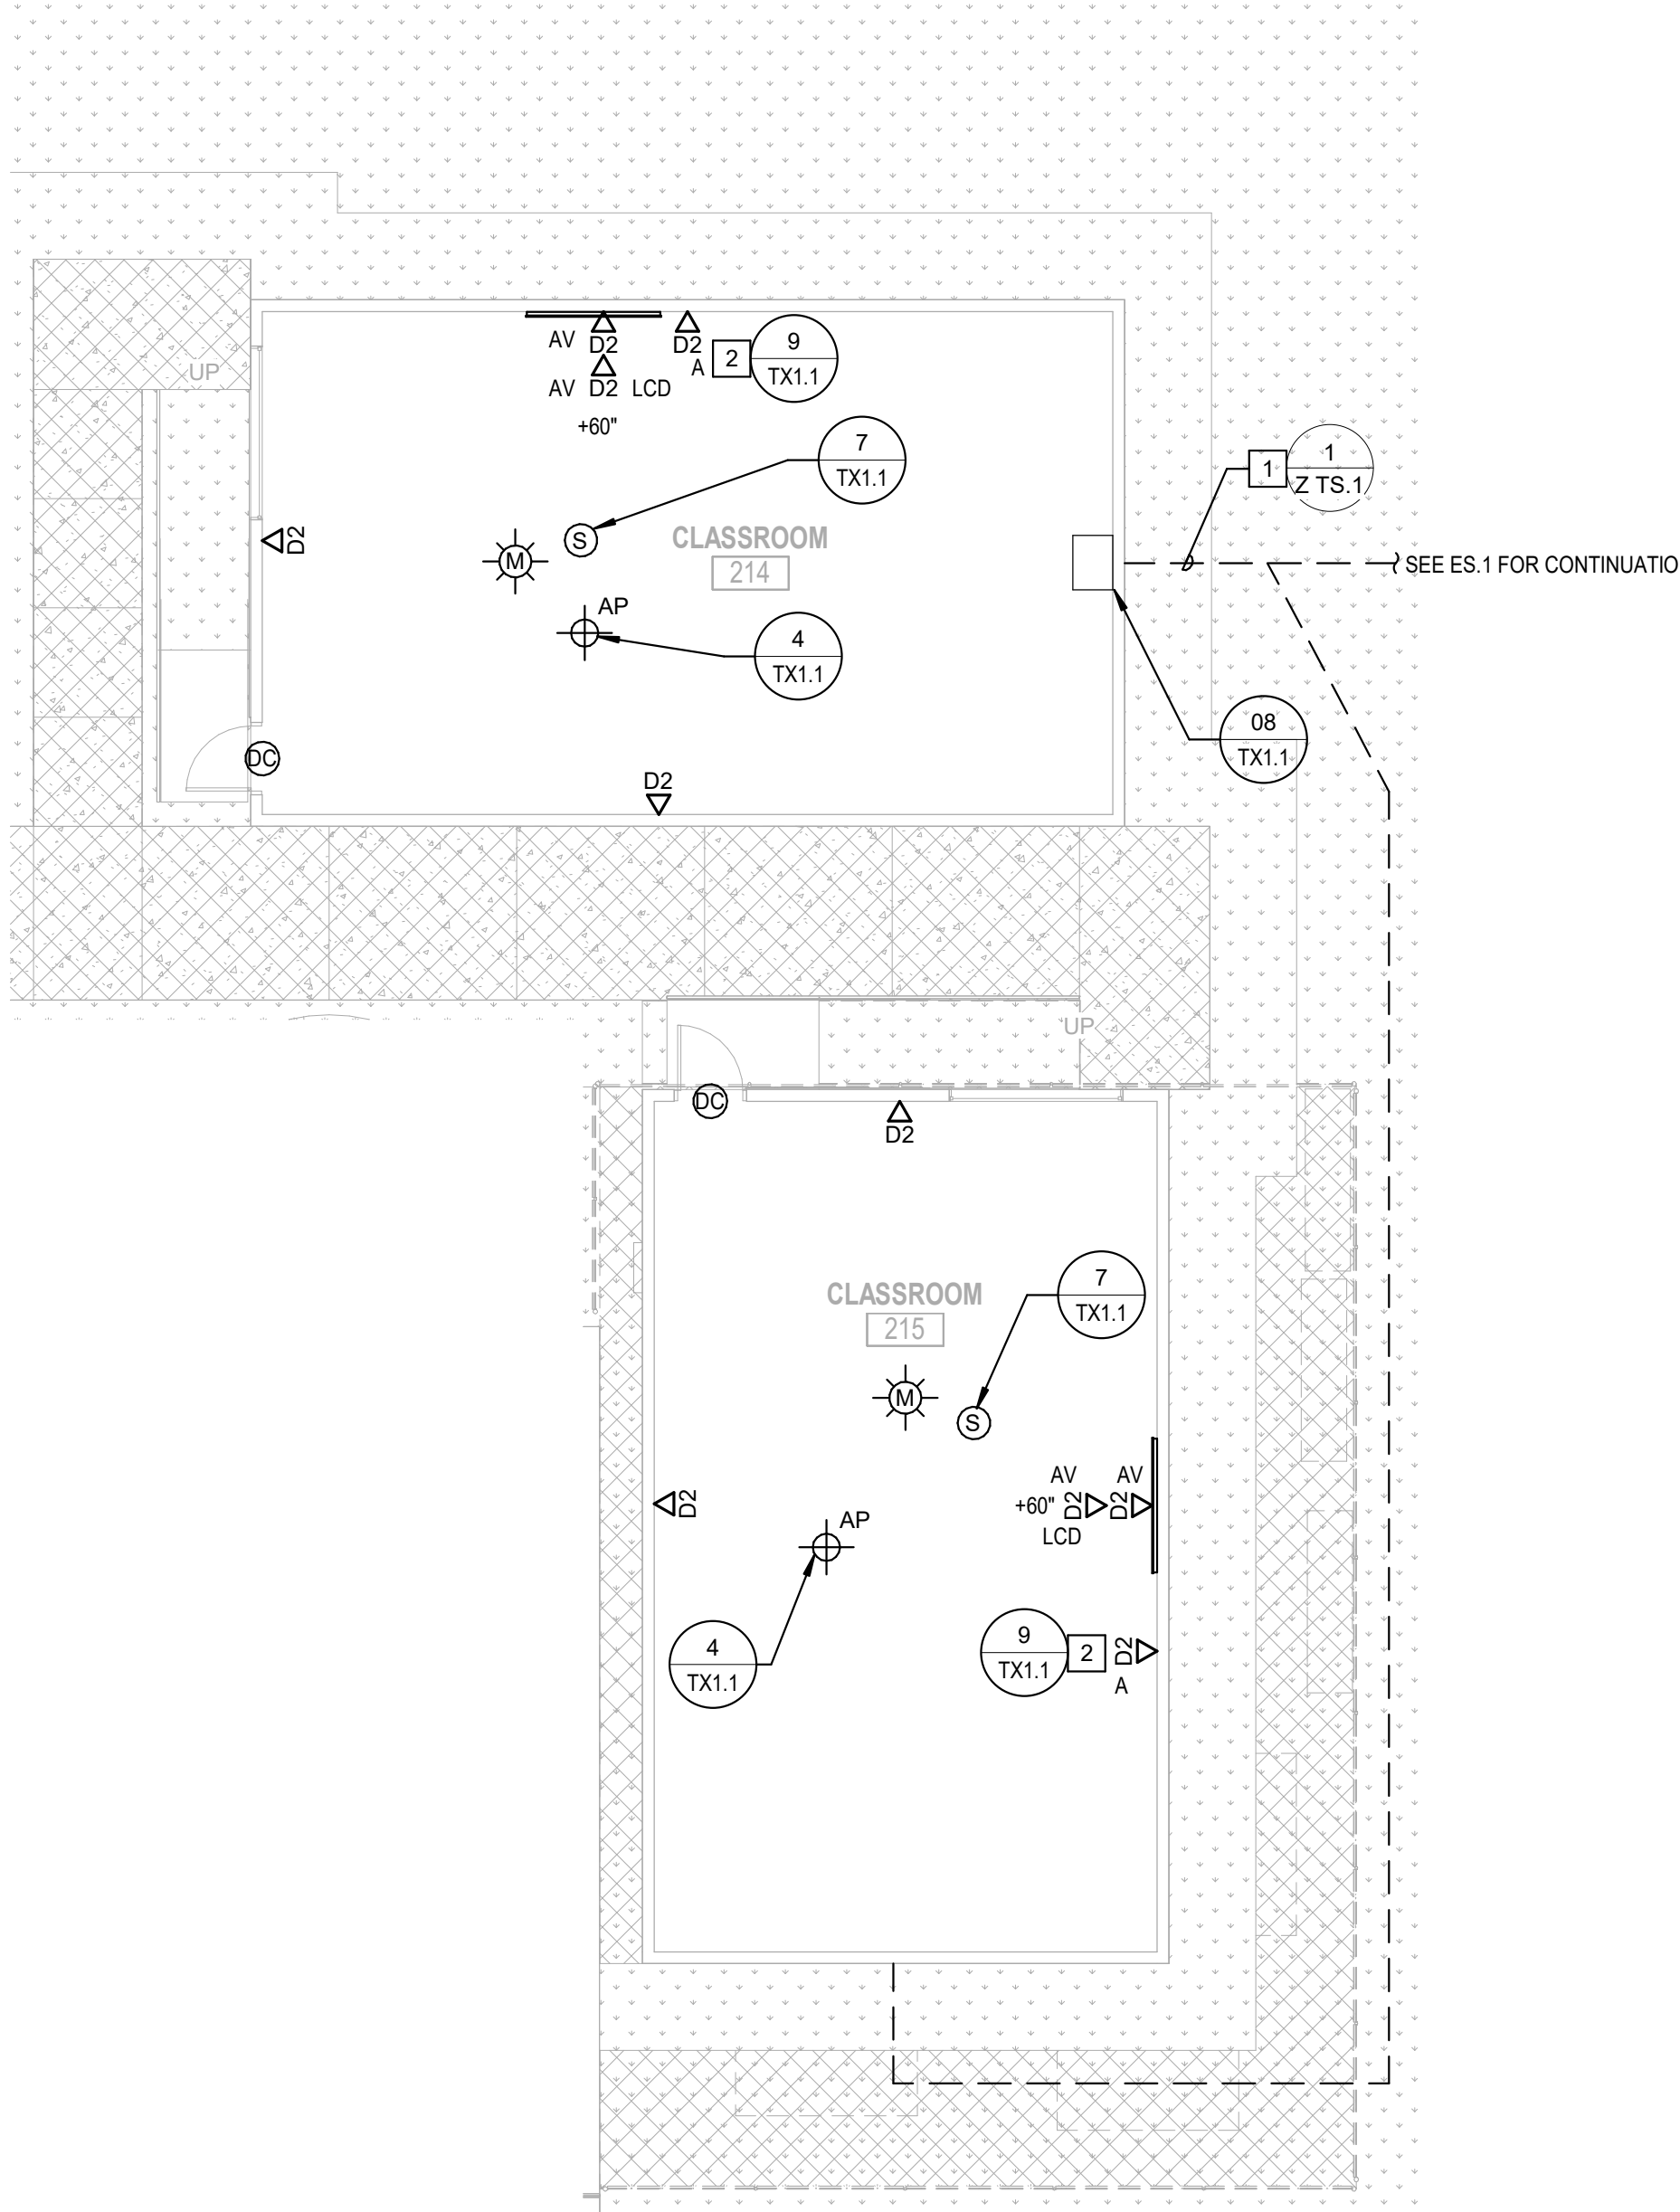 UP
AV D2
D2
A
2
9
TX1.1
AV D2 LCD
+60"
7
TX1.1
1
1
Z TS.1
S
CLASSROOM
214
M
D2
SEE ES.1 FOR CONTINUATIO
AP
4
TX1.1
08
TX1.1
DC
D2
UP
DC
D2
7
TX1.1
CLASSROOM
215
M
S
AV
AV
+60" D2 D2
LCD
D2
AP
4
TX1.1
9
TX1.1
2
D2
A